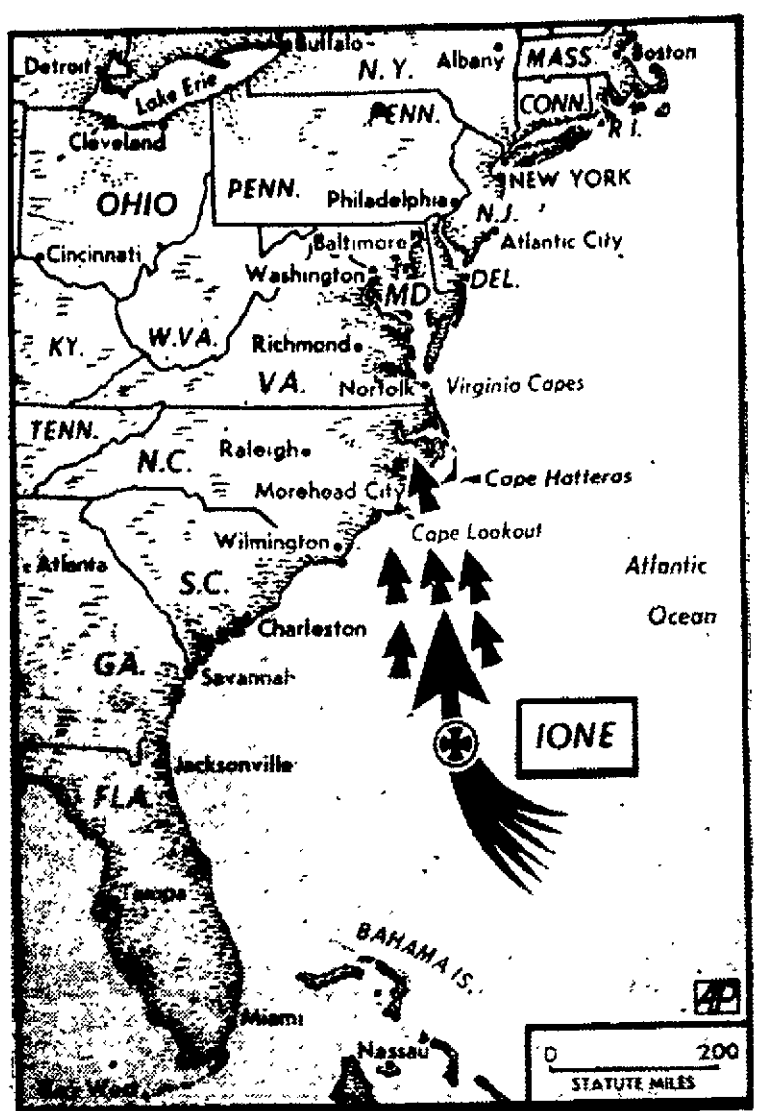 Buffalo
Detroit
Lake Erie
N.Y.
Albany
MASS.
Boston
CONN.
R.I.
Cleveland
PENN.
OHIO
PENN.
Philadelphia
NEW YORK
N.J.
Cincinnati
Baltimore
Atlantic City
Washington
MD.
DEL.
KY.
W.VA.
Richmond
VA.
Norfolk
Virginia Capes
TENN.
N.C.
Raleigh
Morehead City
Cape Hatteras
Cape Lookout
Wilmington
Atlanta
S.C.
Atlantic
Ocean
Charleston
GA.
Savannah
IONE
Jacksonville
FLA.
Tampa
BAHAMA IS.
AP
Miami
Nassau
Key West
0 200
STATUTE MILES